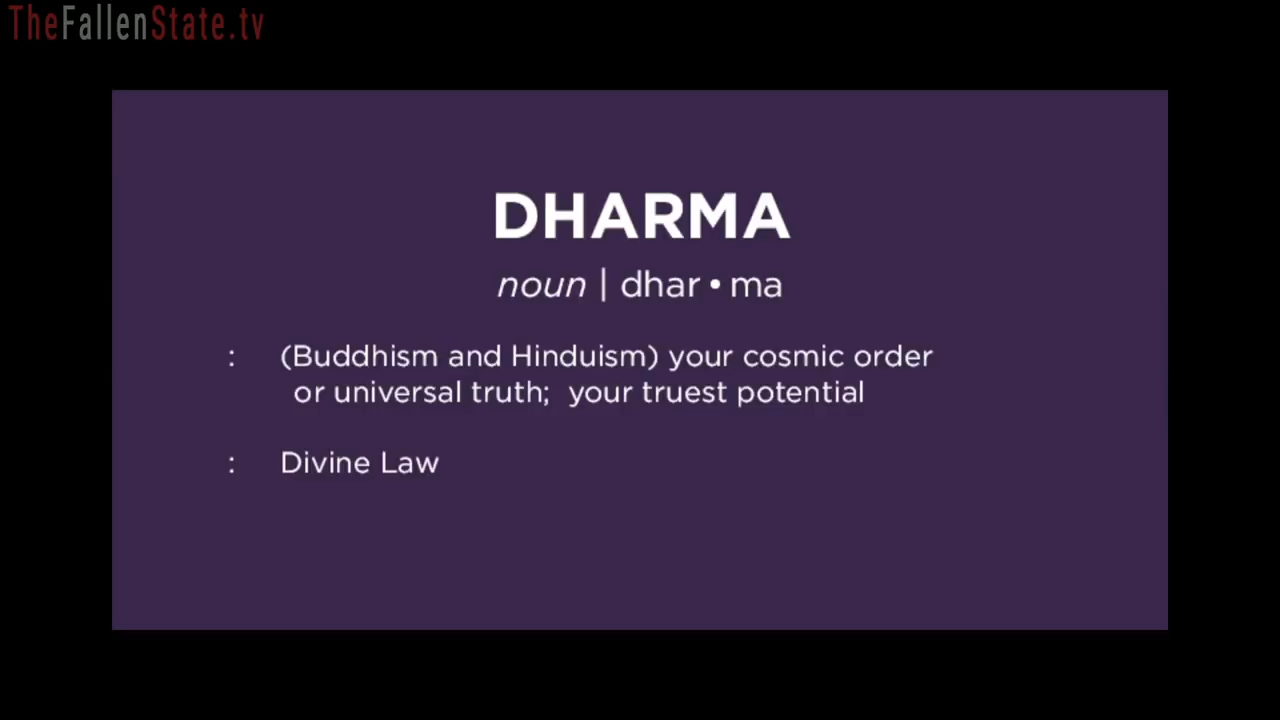 TheFallenState.tv
DHARMA
noun | dhar • ma
: (Buddhism and Hinduism) your cosmic order
or universal truth; your truest potential
: Divine Law